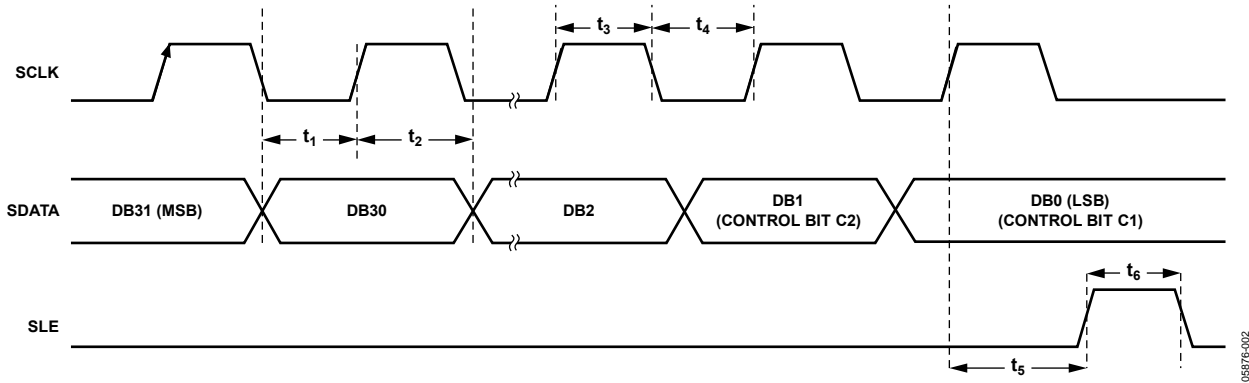 t3
t4
SCLK
t1
t2
SDATA
DB31 (MSB)
DB30
DB2
DB1
(CONTROL BIT C2)
DB0 (LSB)
(CONTROL BIT C1)
t6
SLE
t5
05876-002